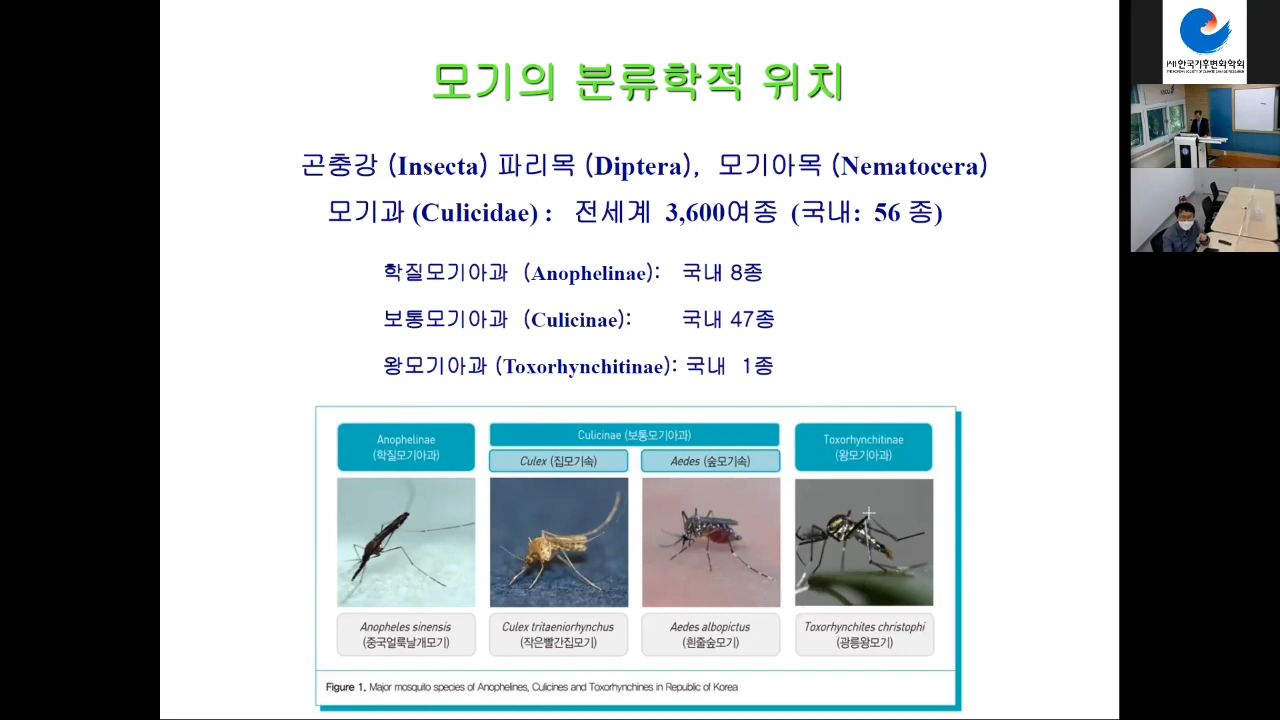 모기의 분류학적 위치
곤충강 (Insecta) 파리목 (Diptera), 모기아목 (Nematocera)
모기과 (Culicidae) : 전세계 3,600여종 (국내: 56 종)
학질모기아과 (Anophelinae): 국내 8종
보통모기아과 (Culicinae): 국내 47종
왕모기아과 (Toxorhynchitinae): 국내 1종
Anophelinae
(학질모기아과)
Culicinae (보통모기아과)
Culex (집모기속)
Aedes (숲모기속)
Toxorhynchitinae
(왕모기아과)
Anopheles sinensis
(중국얼룩날개모기)
Culex tritaeniorhynchus
(작은빨간집모기)
Aedes albopictus
(흰줄숲모기)
Toxorhynchites christophi
(광릉왕모기)
Figure 1. Major mosquito species of Anophelines, Culicines and Toxorhynchines in Republic of Korea
(사)한국기후변화학회
THE KOREAN SOCIETY OF CLIMATE CHANGE RESEARCH